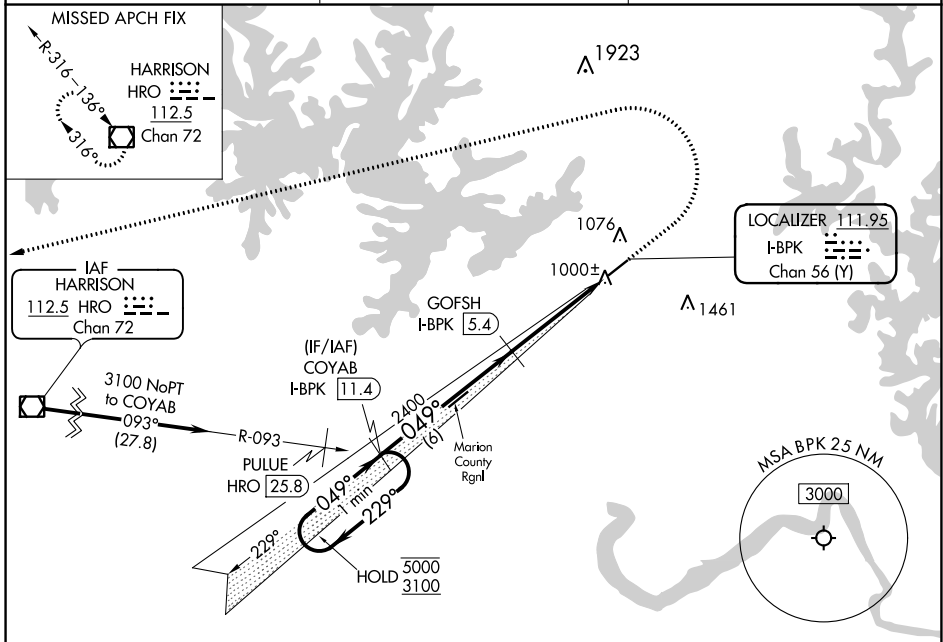 MISSED APCH FIX
R-316
136°
316°
HARRISON
HRO
112.5
Chan 72
1923
1076
1000±
1461
LOCALIZER 111.95
I-BPK
Chan 56 (Y)
IAF
HARRISON
112.5 HRO
Chan 72
3100 NoPT
to COYAB
093°
(27.8)
R-093
PULUE
HRO 25.8
(IF/IAF)
COYAB
I-BPK 11.4
GOFSH
I-BPK 5.4
2400
049°
(6)
Marion
County
Rgnl
049°
1 min
229°
229°
HOLD 5000
3100
MSA BPK 25 NM
3000